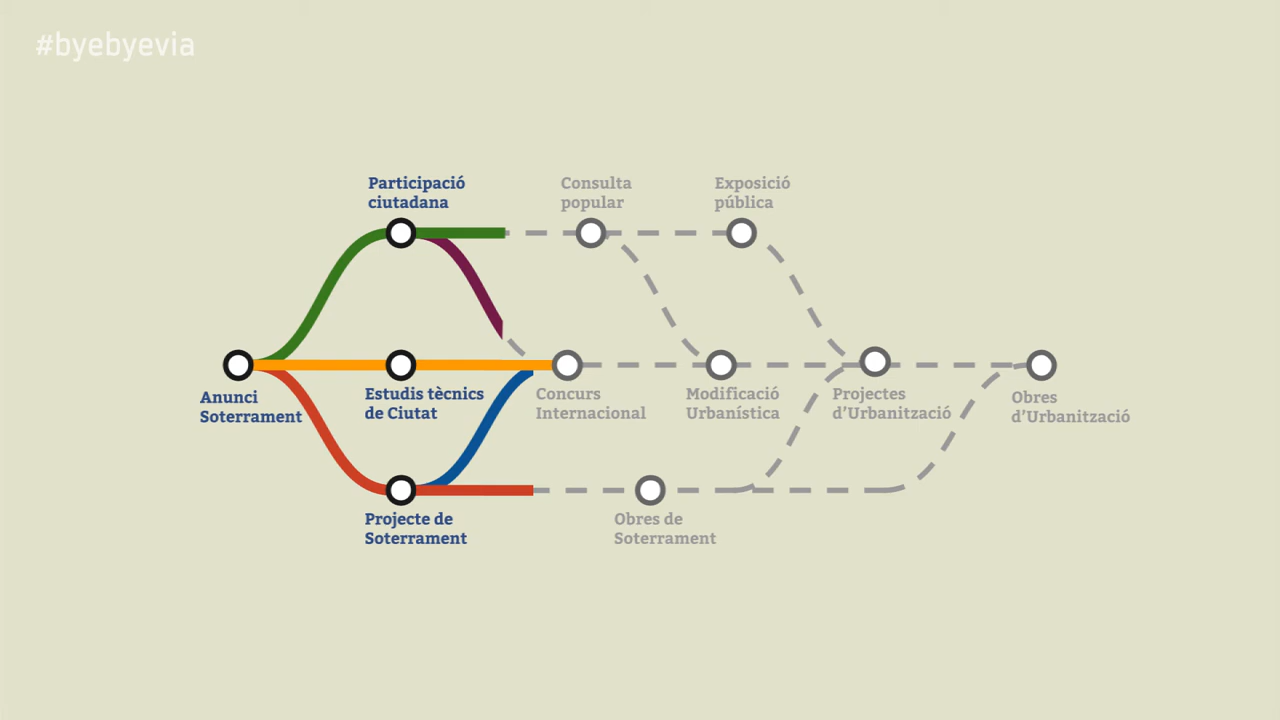 #byebyevia
Participació
ciutadana
Consulta
popular
Exposició
pública
Anunci
Soterrament
Estudis tècnics
de Ciutat
Concurs
Internacional
Modificació
Urbanística
Projectes
d'Urbanització
Obres
d'Urbanització
Projecte de
Soterrament
Obres de
Soterrament